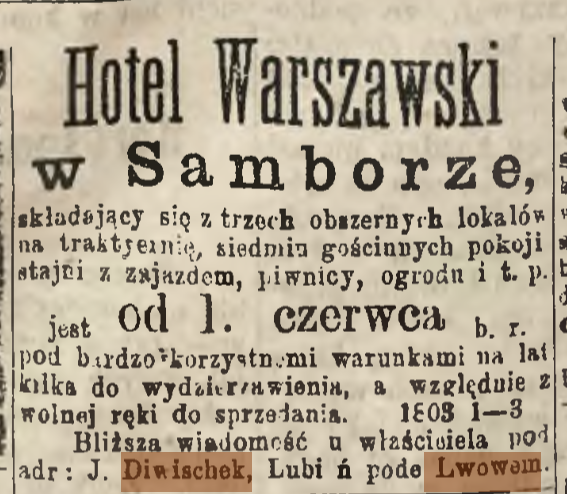 Hotel Warszawski
w Samborze,
składający się z trzech obszernych lokalów
na traktyernię, siedmiu gościnnych pokoji
stajni z zajazdem, piwnicy, ogrodu i t. p.
jest od 1. czerwca b. r.
pod bardzo korzystnemi warunkami na lat
kilka do wydzierżawienia, a względnie z
wolnej ręki do sprzedania. 1803 1—3
Bliższa wiadomość u właściciela pod
adr: J. Diwischek, pode Lwowem.